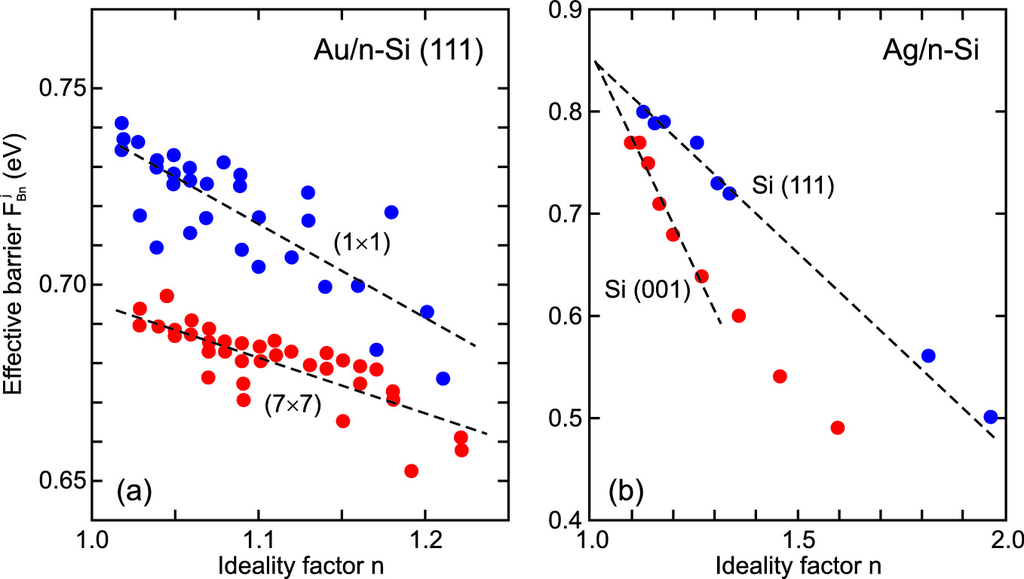 Effective barrier F^j_Bn (eV)
0.75
0.70
0.65
Au/n-Si (111)
(1×1)
(7×7)
(a)
1.0
1.1
1.2
Ideality factor n
0.9
0.8
0.7
0.6
0.5
0.4
Ag/n-Si
Si (111)
Si (001)
(b)
1.0
1.5
2.0
Ideality factor n